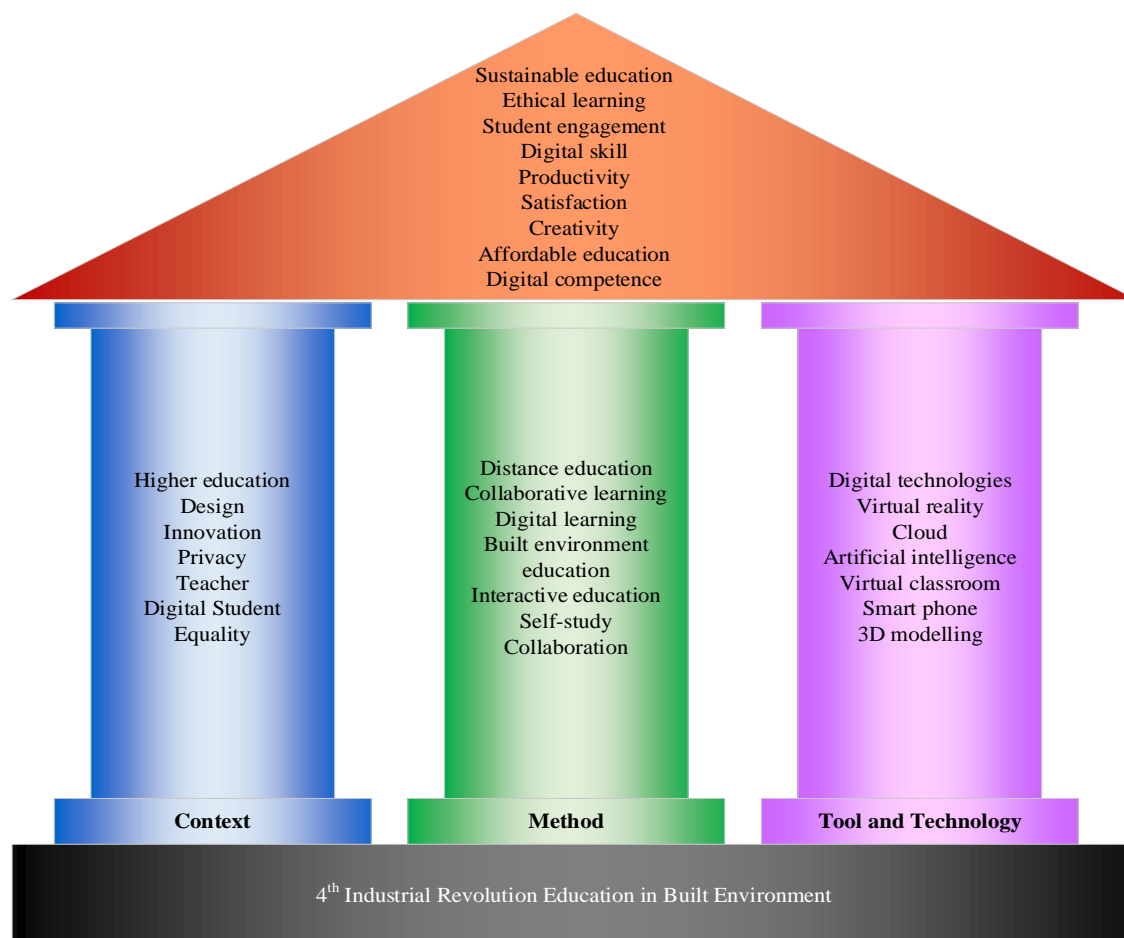 Sustainable education
Ethical learning
Student engagement
Digital skill
Productivity
Satisfaction
Creativity
Affordable education
Digital competence
Higher education
Design
Innovation
Privacy
Teacher
Digital Student
Equality
Context
Distance education
Collaborative learning
Digital learning
Built environment
education
Interactive education
Self-study
Collaboration
Method
Digital technologies
Virtual reality
Cloud
Artificial intelligence
Virtual classroom
Smart phone
3D modelling
Tool and Technology
4th Industrial Revolution Education in Built Environment